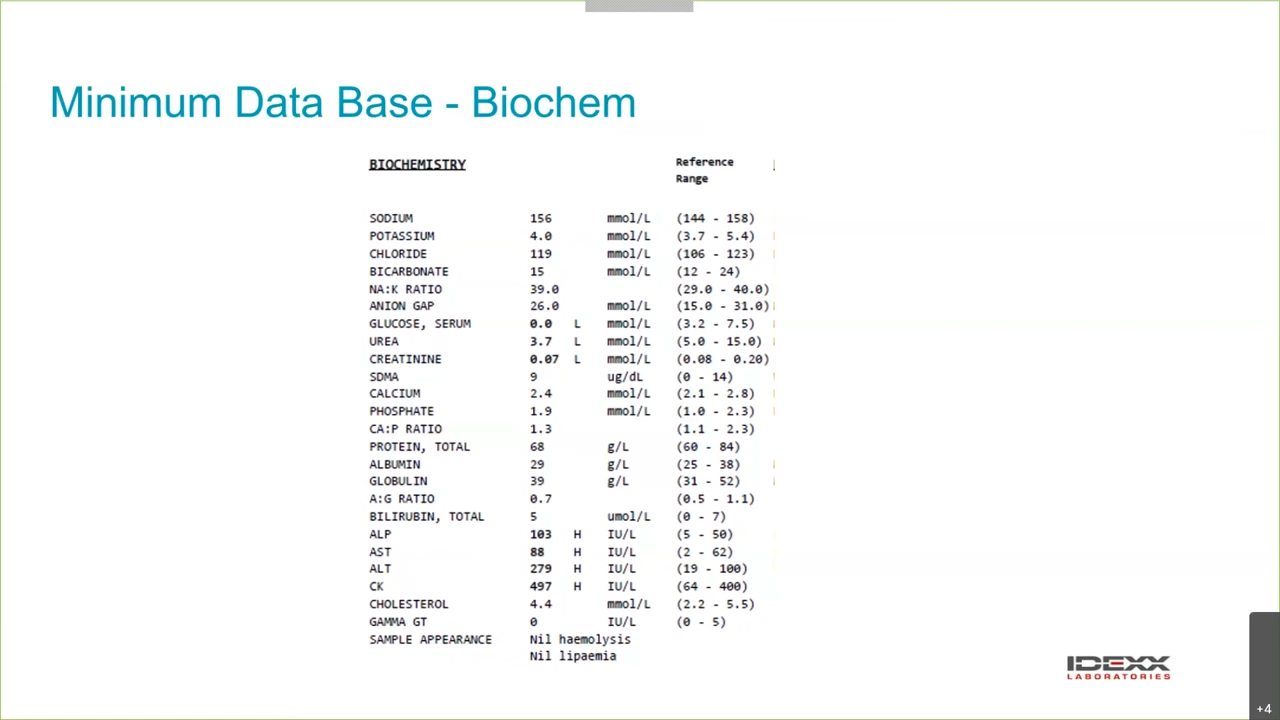 Minimum Data Base - Biochem
BIOCHEMISTRY Reference
Range
SODIUM 156 mmol/L (144 - 158)
POTASSIUM 4.0 mmol/L (3.7 - 5.4)
CHLORIDE 119 mmol/L (106 - 123)
BICARBONATE 15 mmol/L (12 - 24)
NA:K RATIO 39.0 (29.0 - 40.0)
ANION GAP 26.0 mmol/L (15.0 - 31.0)
GLUCOSE, SERUM 0.0 L mmol/L (3.2 - 7.5)
UREA 3.7 L mmol/L (5.0 - 15.0)
CREATININE 0.07 L mmol/L (0.08 - 0.20)
SDMA 9 ug/dL (0 - 14)
CALCIUM 2.4 mmol/L (2.1 - 2.8)
PHOSPHATE 1.9 mmol/L (1.0 - 2.3)
CA:P RATIO 1.3 (1.1 - 2.3)
PROTEIN, TOTAL 68 g/L (60 - 84)
ALBUMIN 29 g/L (25 - 38)
GLOBULIN 39 g/L (31 - 52)
A:G RATIO 0.7 (0.5 - 1.1)
BILIRUBIN, TOTAL 5 umol/L (0 - 7)
ALP 103 H IU/L (5 - 50)
AST 88 H IU/L (2 - 62)
ALT 279 H IU/L (19 - 100)
CK 497 H IU/L (64 - 400)
CHOLESTEROL 4.4 mmol/L (2.2 - 5.5)
GAMMA GT 0 IU/L (0 - 5)
SAMPLE APPEARANCE Nil haemolysis
Nil lipaemia
IDEXX
LABORATORIES
+4